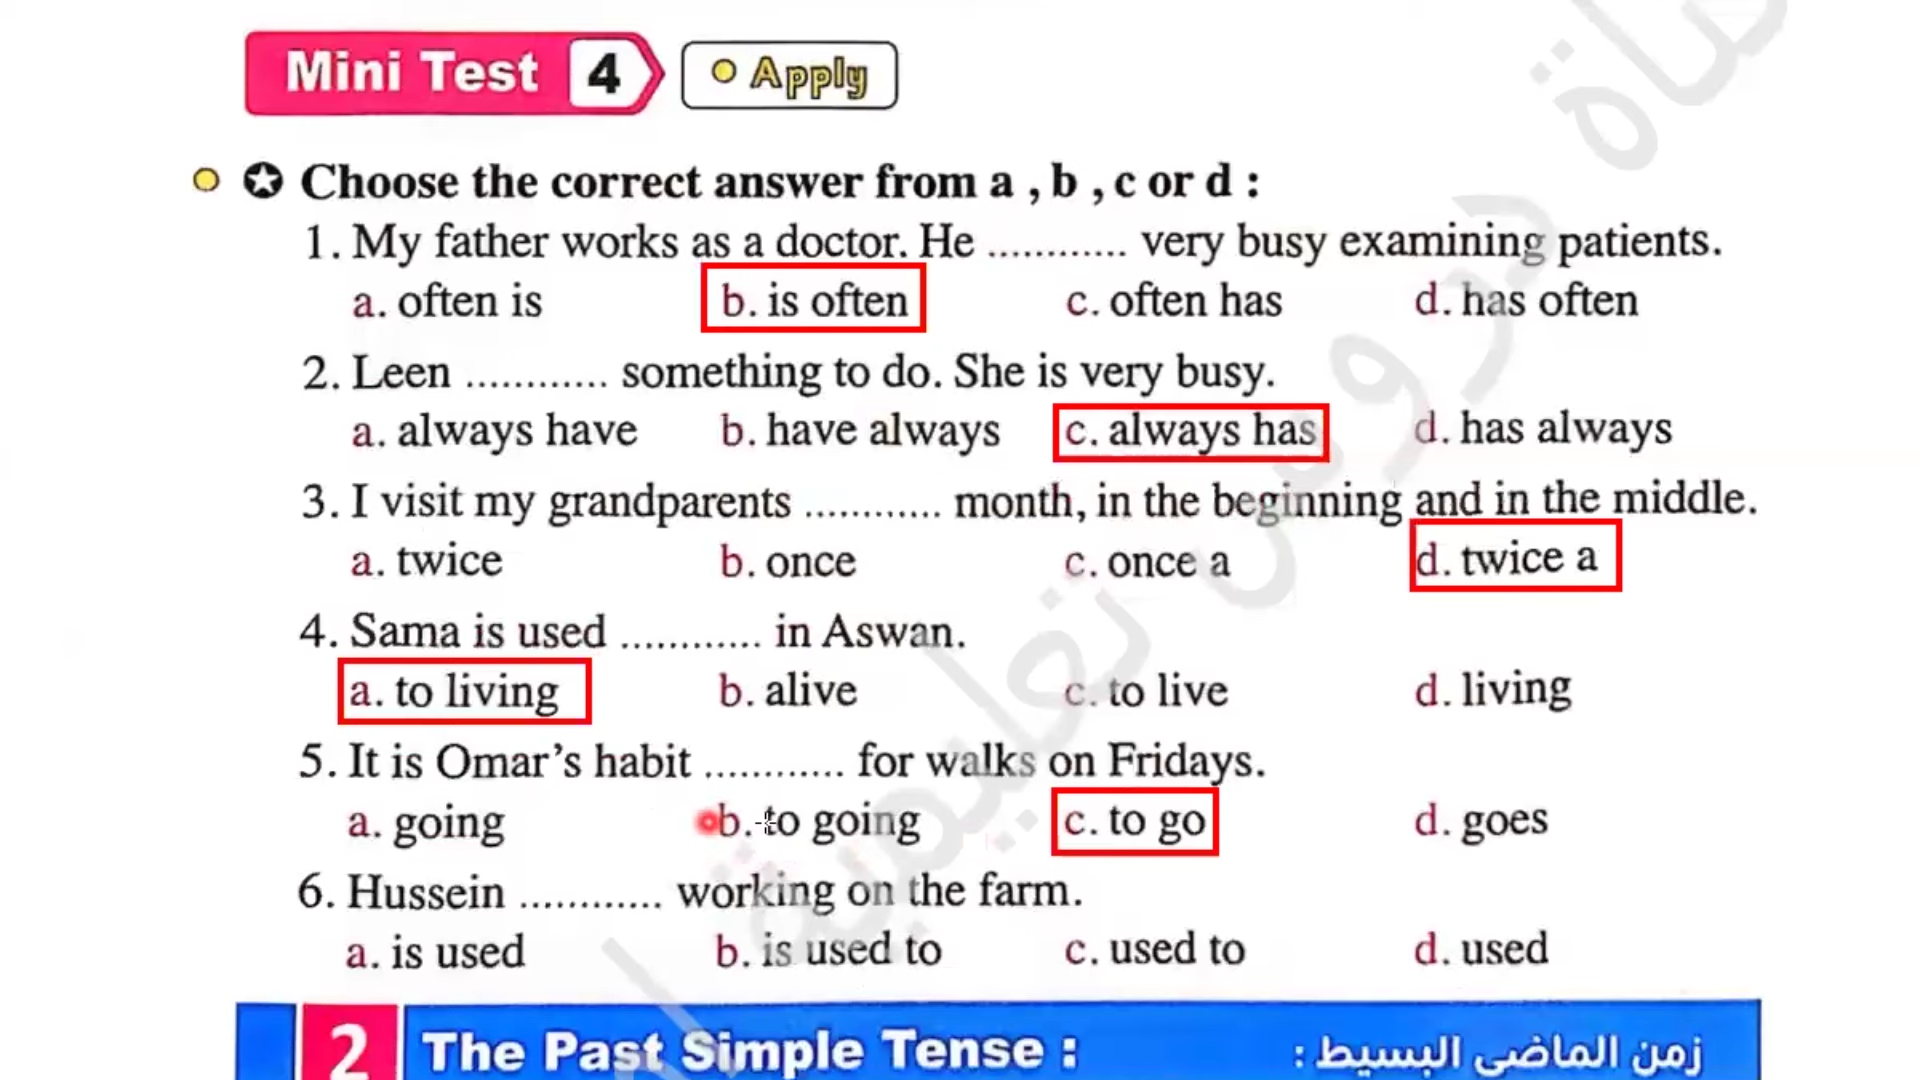 Mini Test 4 Apply
Choose the correct answer from a , b , c or d :
1. My father works as a doctor. He ............ very busy examining patients.
a. often is b. is often c. often has d. has often
2. Leen ............ something to do. She is very busy.
a. always have b. have always c. always has d. has always
3. I visit my grandparents ............ month, in the beginning and in the middle.
a. twice b. once c. once a d. twice a
4. Sama is used ............ in Aswan.
a. to living b. alive c. to live d. living
5. It is Omar's habit ............ for walks on Fridays.
a. going b. to going c. to go d. goes
6. Hussein ............ working on the farm.
a. is used b. is used to c. used to d. used
2 The Past Simple Tense : زمن الماضى البسيط :
دروس تعليمية